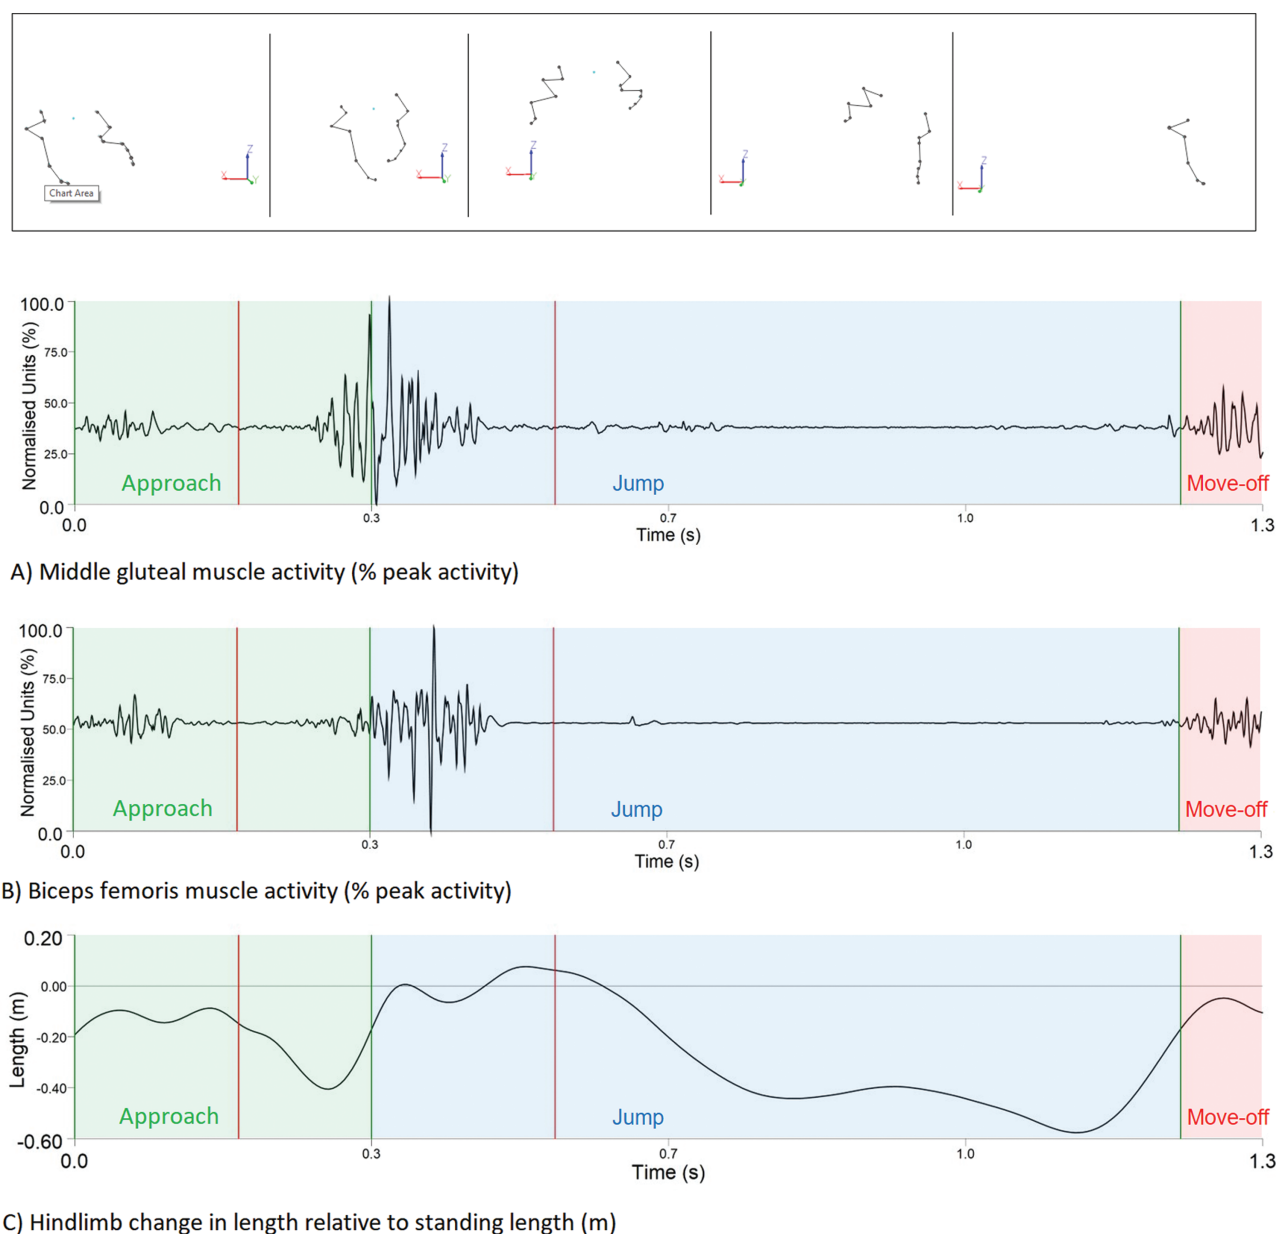 Chart Area
X Z Y
X Z Y
X Z Y
X Z Y
X Z Y
Normalised Units (%)
100.0
75.0
50.0
25.0
0.0
Approach
Jump
Move-off
0.0 0.3 0.7 1.0 1.3
Time (s)
A) Middle gluteal muscle activity (% peak activity)
Normalised Units (%)
100.0
75.0
50.0
25.0
0.0
Approach
Jump
Move-off
0.0 0.3 0.7 1.0 1.3
Time (s)
B) Biceps femoris muscle activity (% peak activity)
Length (m)
0.20
0.00
-0.20
-0.40
-0.60
Approach
Jump
Move-off
0.0 0.3 0.7 1.0 1.3
Time (s)
C) Hindlimb change in length relative to standing length (m)